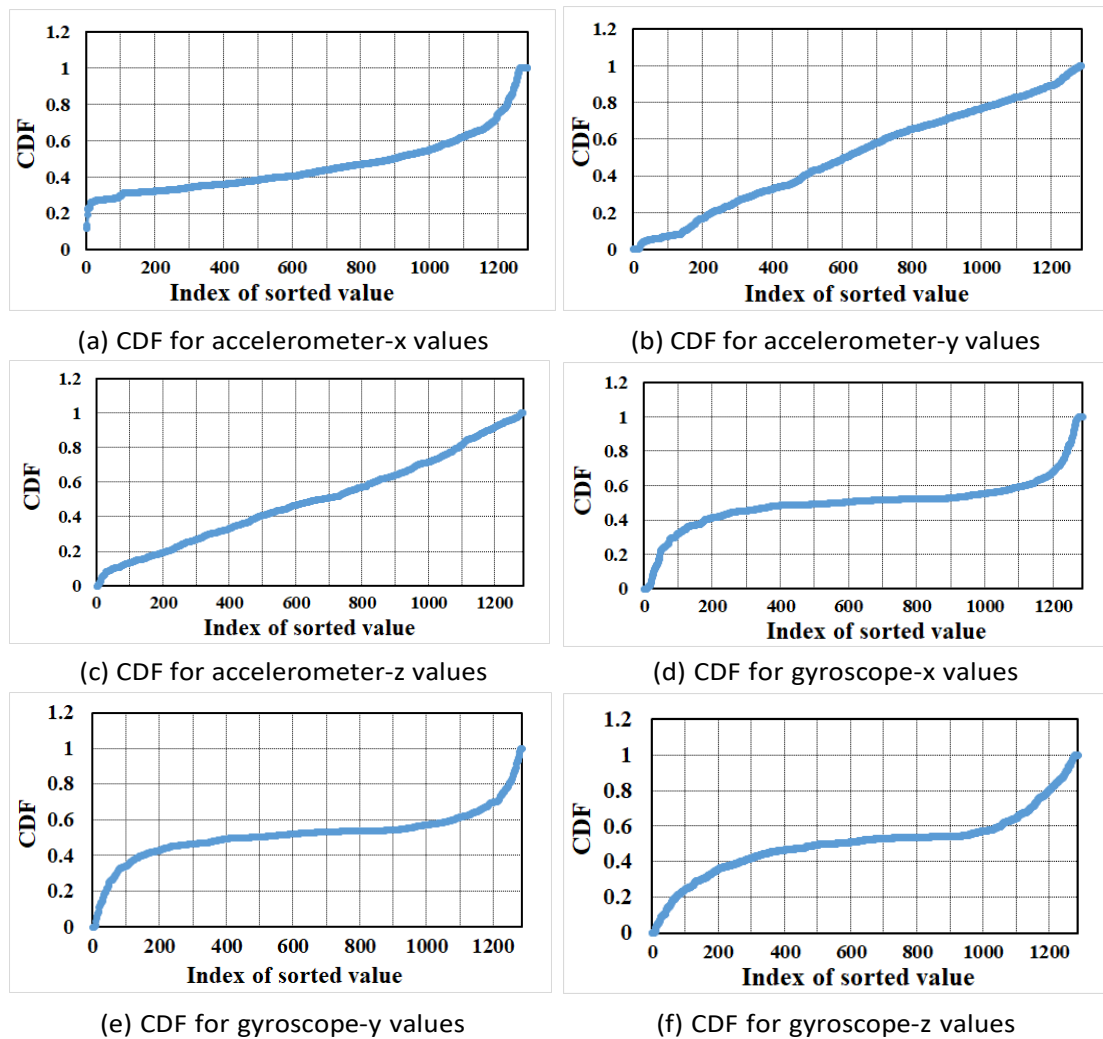 1.2
1
0.8
0.6
0.4
0.2
0
CDF
0 200 400 600 800 1000 1200
Index of sorted value
(a) CDF for accelerometer-x values
1.2
1
0.8
0.6
0.4
0.2
0
CDF
0 200 400 600 800 1000 1200
Index of sorted value
(b) CDF for accelerometer-y values
1.2
1
0.8
0.6
0.4
0.2
0
CDF
0 200 400 600 800 1000 1200
Index of sorted value
(c) CDF for accelerometer-z values
1.2
1
0.8
0.6
0.4
0.2
0
CDF
0 200 400 600 800 1000 1200
Index of sorted value
(d) CDF for gyroscope-x values
1.2
1
0.8
0.6
0.4
0.2
0
CDF
0 200 400 600 800 1000 1200
Index of sorted value
(e) CDF for gyroscope-y values
1.2
1
0.8
0.6
0.4
0.2
0
CDF
0 200 400 600 800 1000 1200
Index of sorted value
(f) CDF for gyroscope-z values